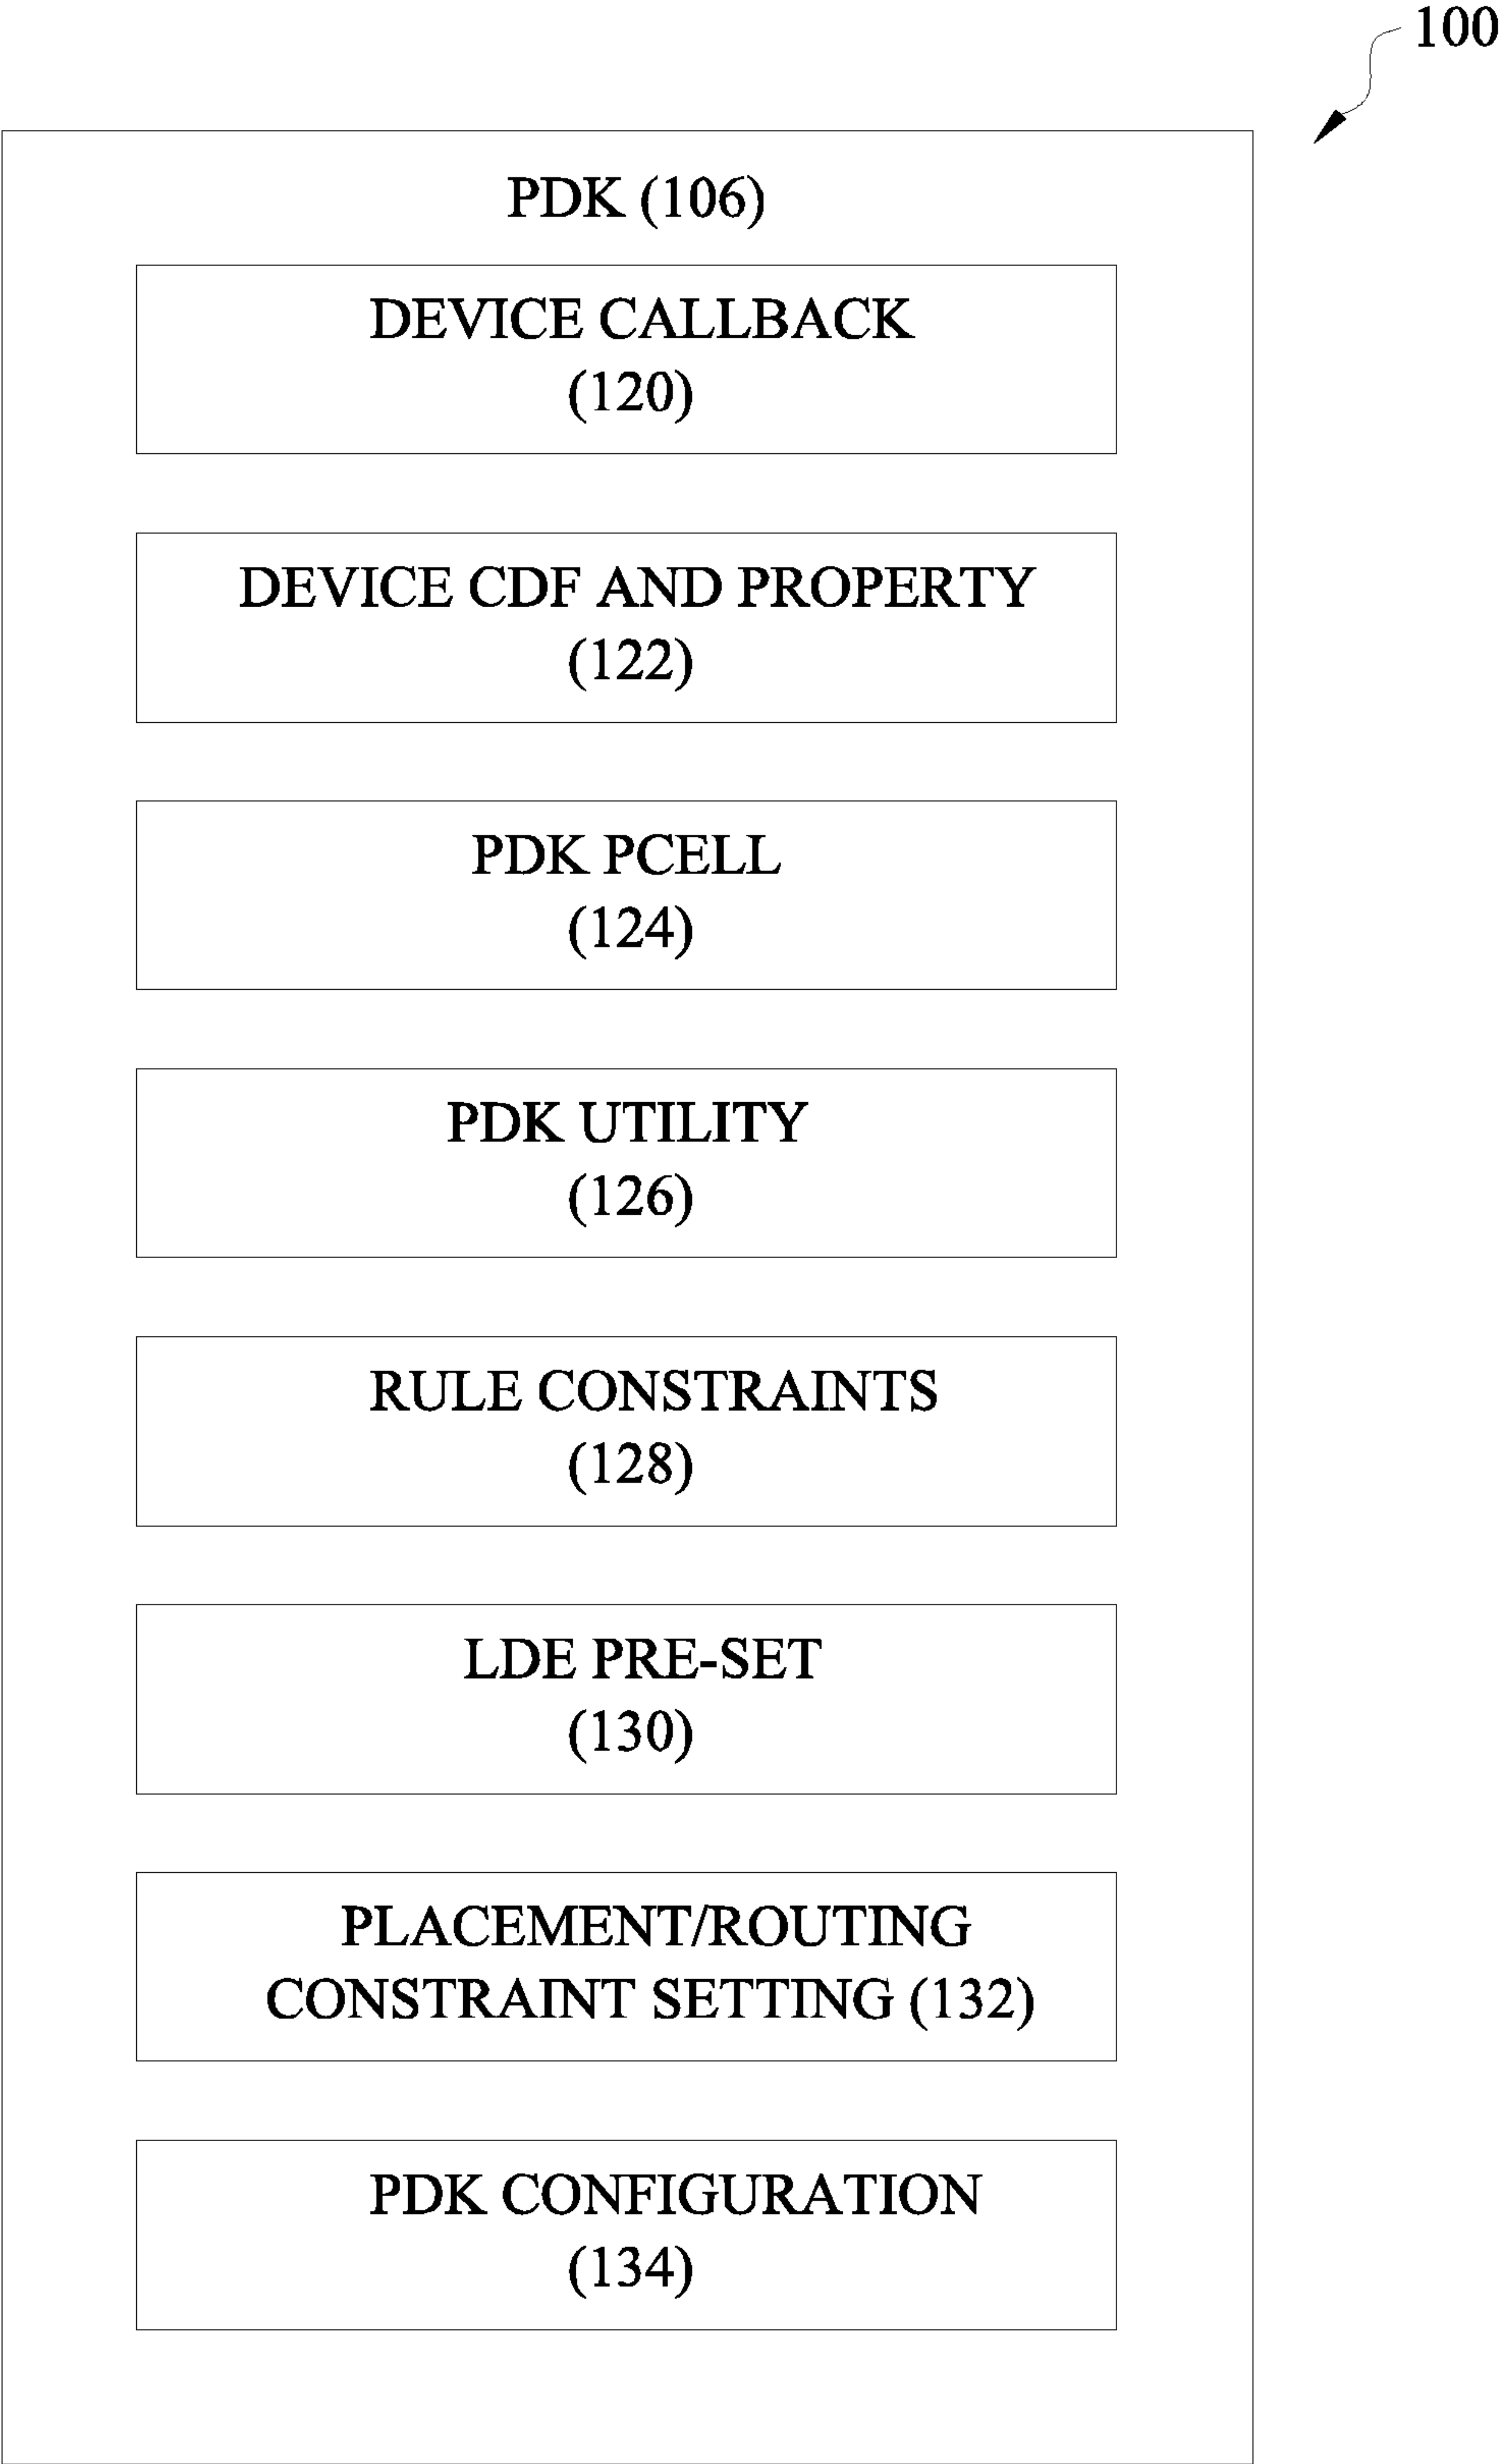 100
PDK (106)
DEVICE CALLBACK
(120)
DEVICE CDF AND PROPERTY
(122)
PDK PCELL
(124)
PDK UTILITY
(126)
RULE CONSTRAINTS
(128)
LDE PRE-SET
(130)
PLACEMENT/ROUTING
CONSTRAINT SETTING (132)
PDK CONFIGURATION
(134)